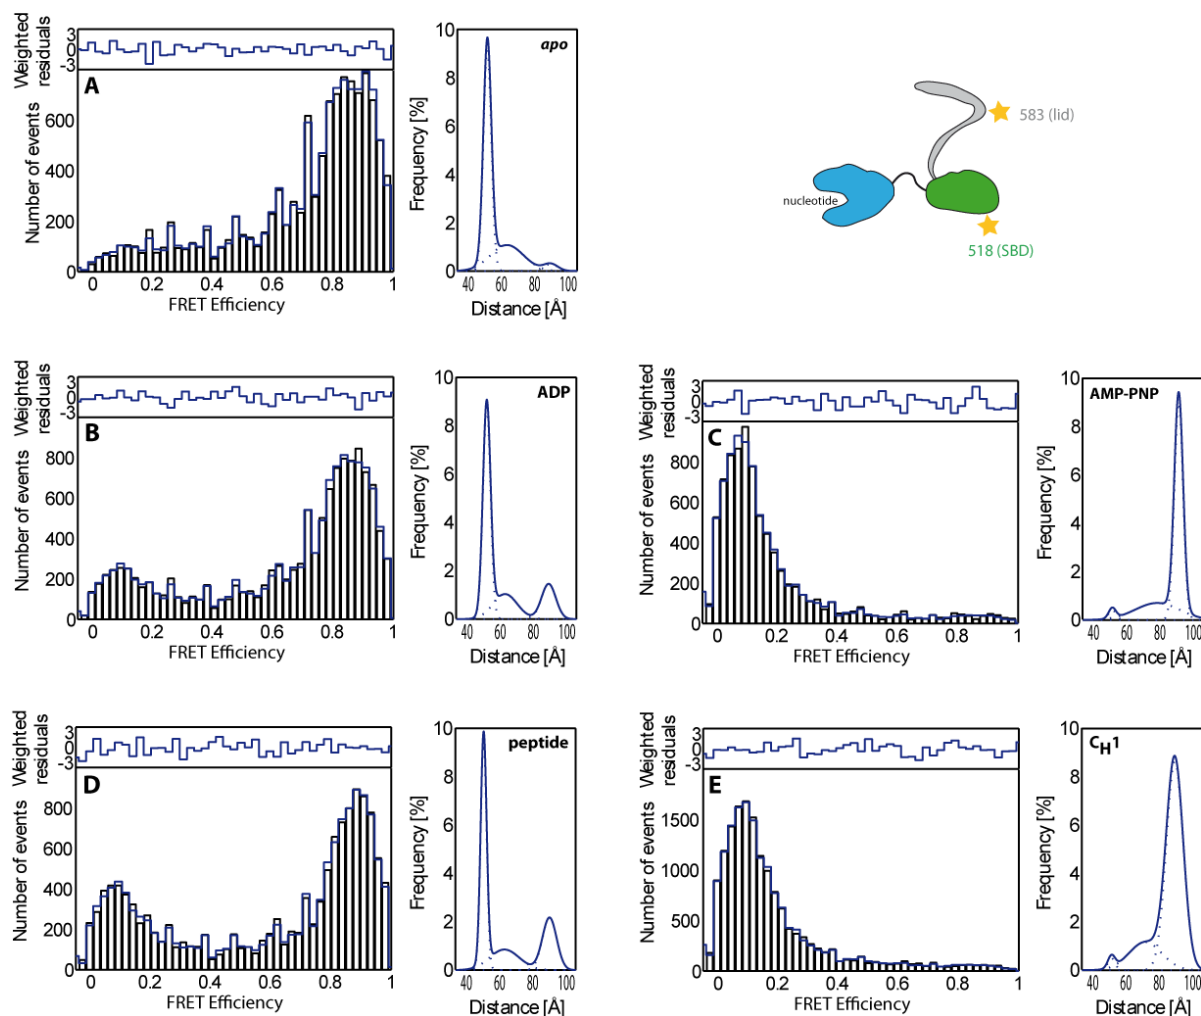 Weighted residuals
3
0
-3
A
Number of events
600
400
200
0
0 0.2 0.4 0.6 0.8 1
FRET Efficiency
apo
Frequency [%]
10
8
6
4
2
0
40 60 80 100
Distance [Å]
nucleotide
583 (lid)
518 (SBD)
Weighted residuals
3
0
-3
B
Number of events
800
600
400
200
0
0 0.2 0.4 0.6 0.8 1
FRET Efficiency
ADP
Frequency [%]
10
8
6
4
2
0
40 60 80 100
Distance [Å]
Weighted residuals
3
0
-3
C
Number of events
800
600
400
200
0
0 0.2 0.4 0.6 0.8 1
FRET Efficiency
AMP-PNP
Frequency [%]
10
8
6
4
2
0
40 60 80 100
Distance [Å]
Weighted residuals
3
0
-3
D
Number of events
800
600
400
200
0
0 0.2 0.4 0.6 0.8 1
FRET Efficiency
peptide
Frequency [%]
10
8
6
4
2
0
40 60 80 100
Distance [Å]
Weighted residuals
3
0
-3
E
Number of events
1500
1000
500
0
0 0.2 0.4 0.6 0.8 1
FRET Efficiency
CH1
Frequency [%]
10
8
6
4
2
0
40 60 80 100
Distance [Å]